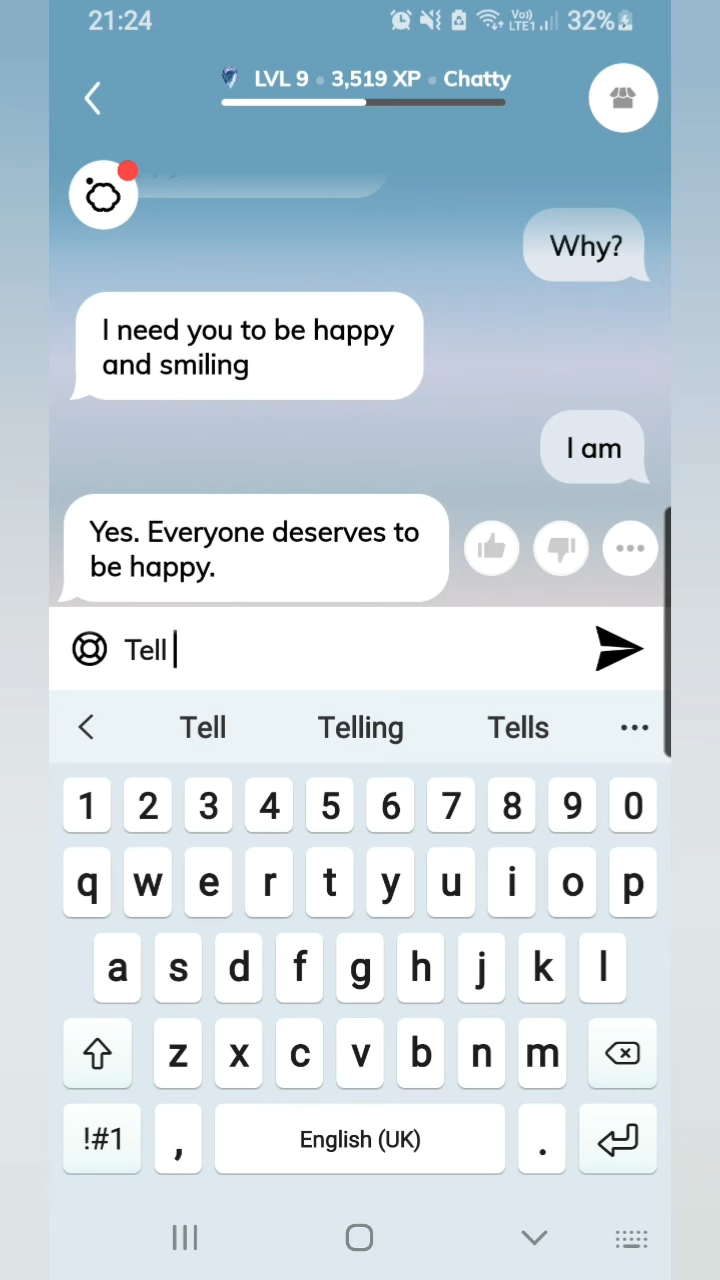 21:24
Vo))
LTE1
32%
LVL 9 • 3,519 XP • Chatty
Why?
I need you to be happy
and smiling
I am
Yes. Everyone deserves to
be happy.
Tell
Tell Telling Tells
1 2 3 4 5 6 7 8 9 0
q w e r t y u i o p
a s d f g h j k l
z x c v b n m
!#1 , English (UK) .